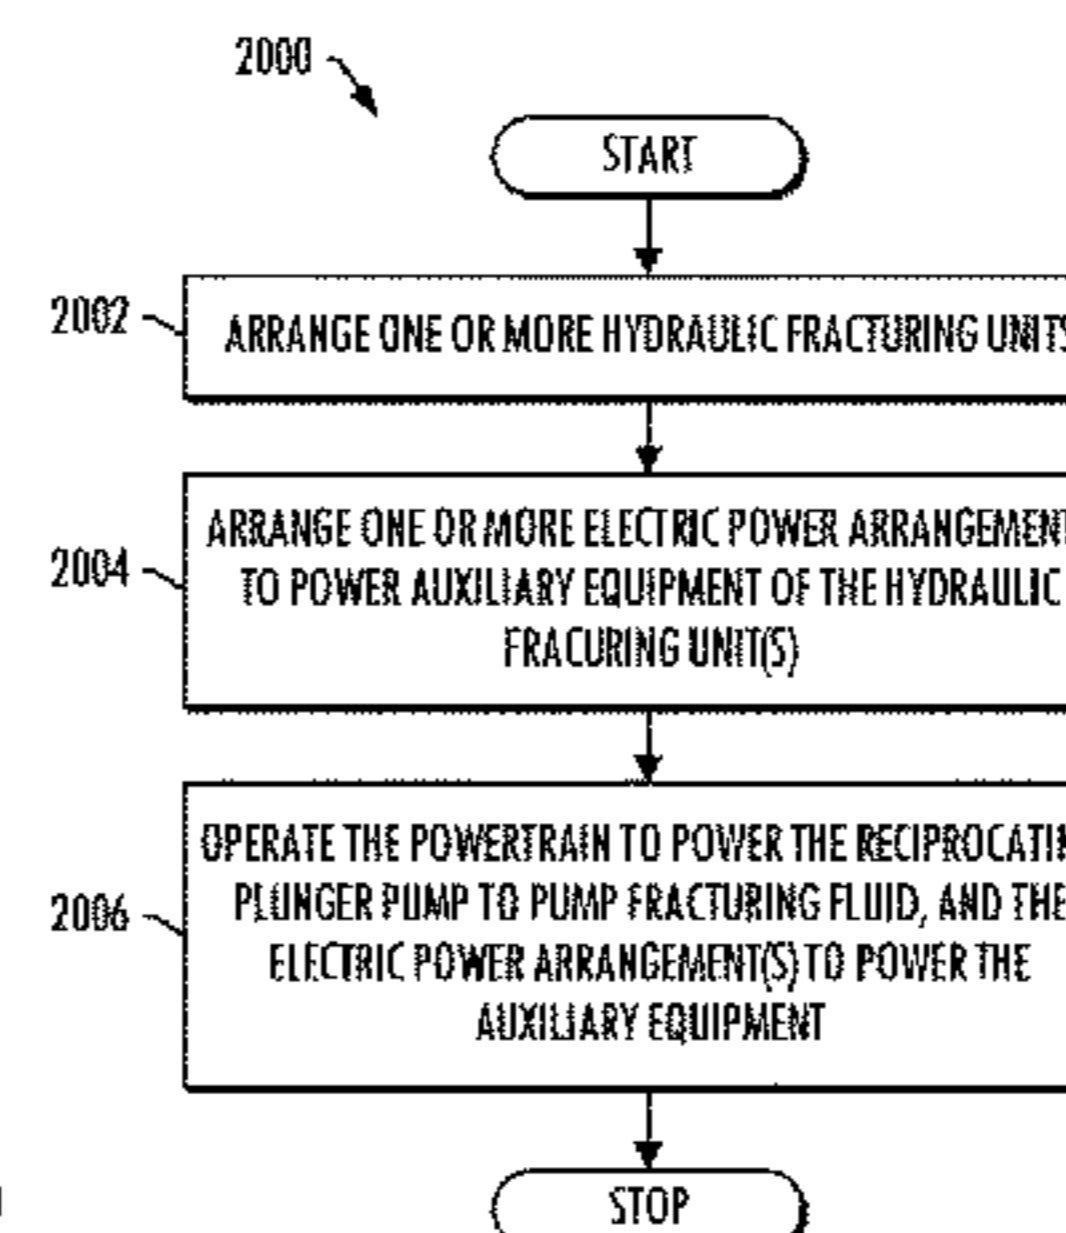 2000
START
2002
ARRANGE ONE OR MORE HYDRAULIC FRACTURING UNITS
2004
ARRANGE ONE OR MORE ELECTRIC POWER ARRANGEMENT
TO POWER AUXILIARY EQUIPMENT OF THE HYDRAULIC
FRACURING UNIT(S)
2006
OPERATE THE POWERTRAIN TO POWER THE RECIPROCATIN
PLUNGER PUMP TO PUMP FRACTURING FLUID, AND THE
ELECTRIC POWER ARRANGEMENT(S) TO POWER THE
AUXILIARY EQUIPMENT
STOP